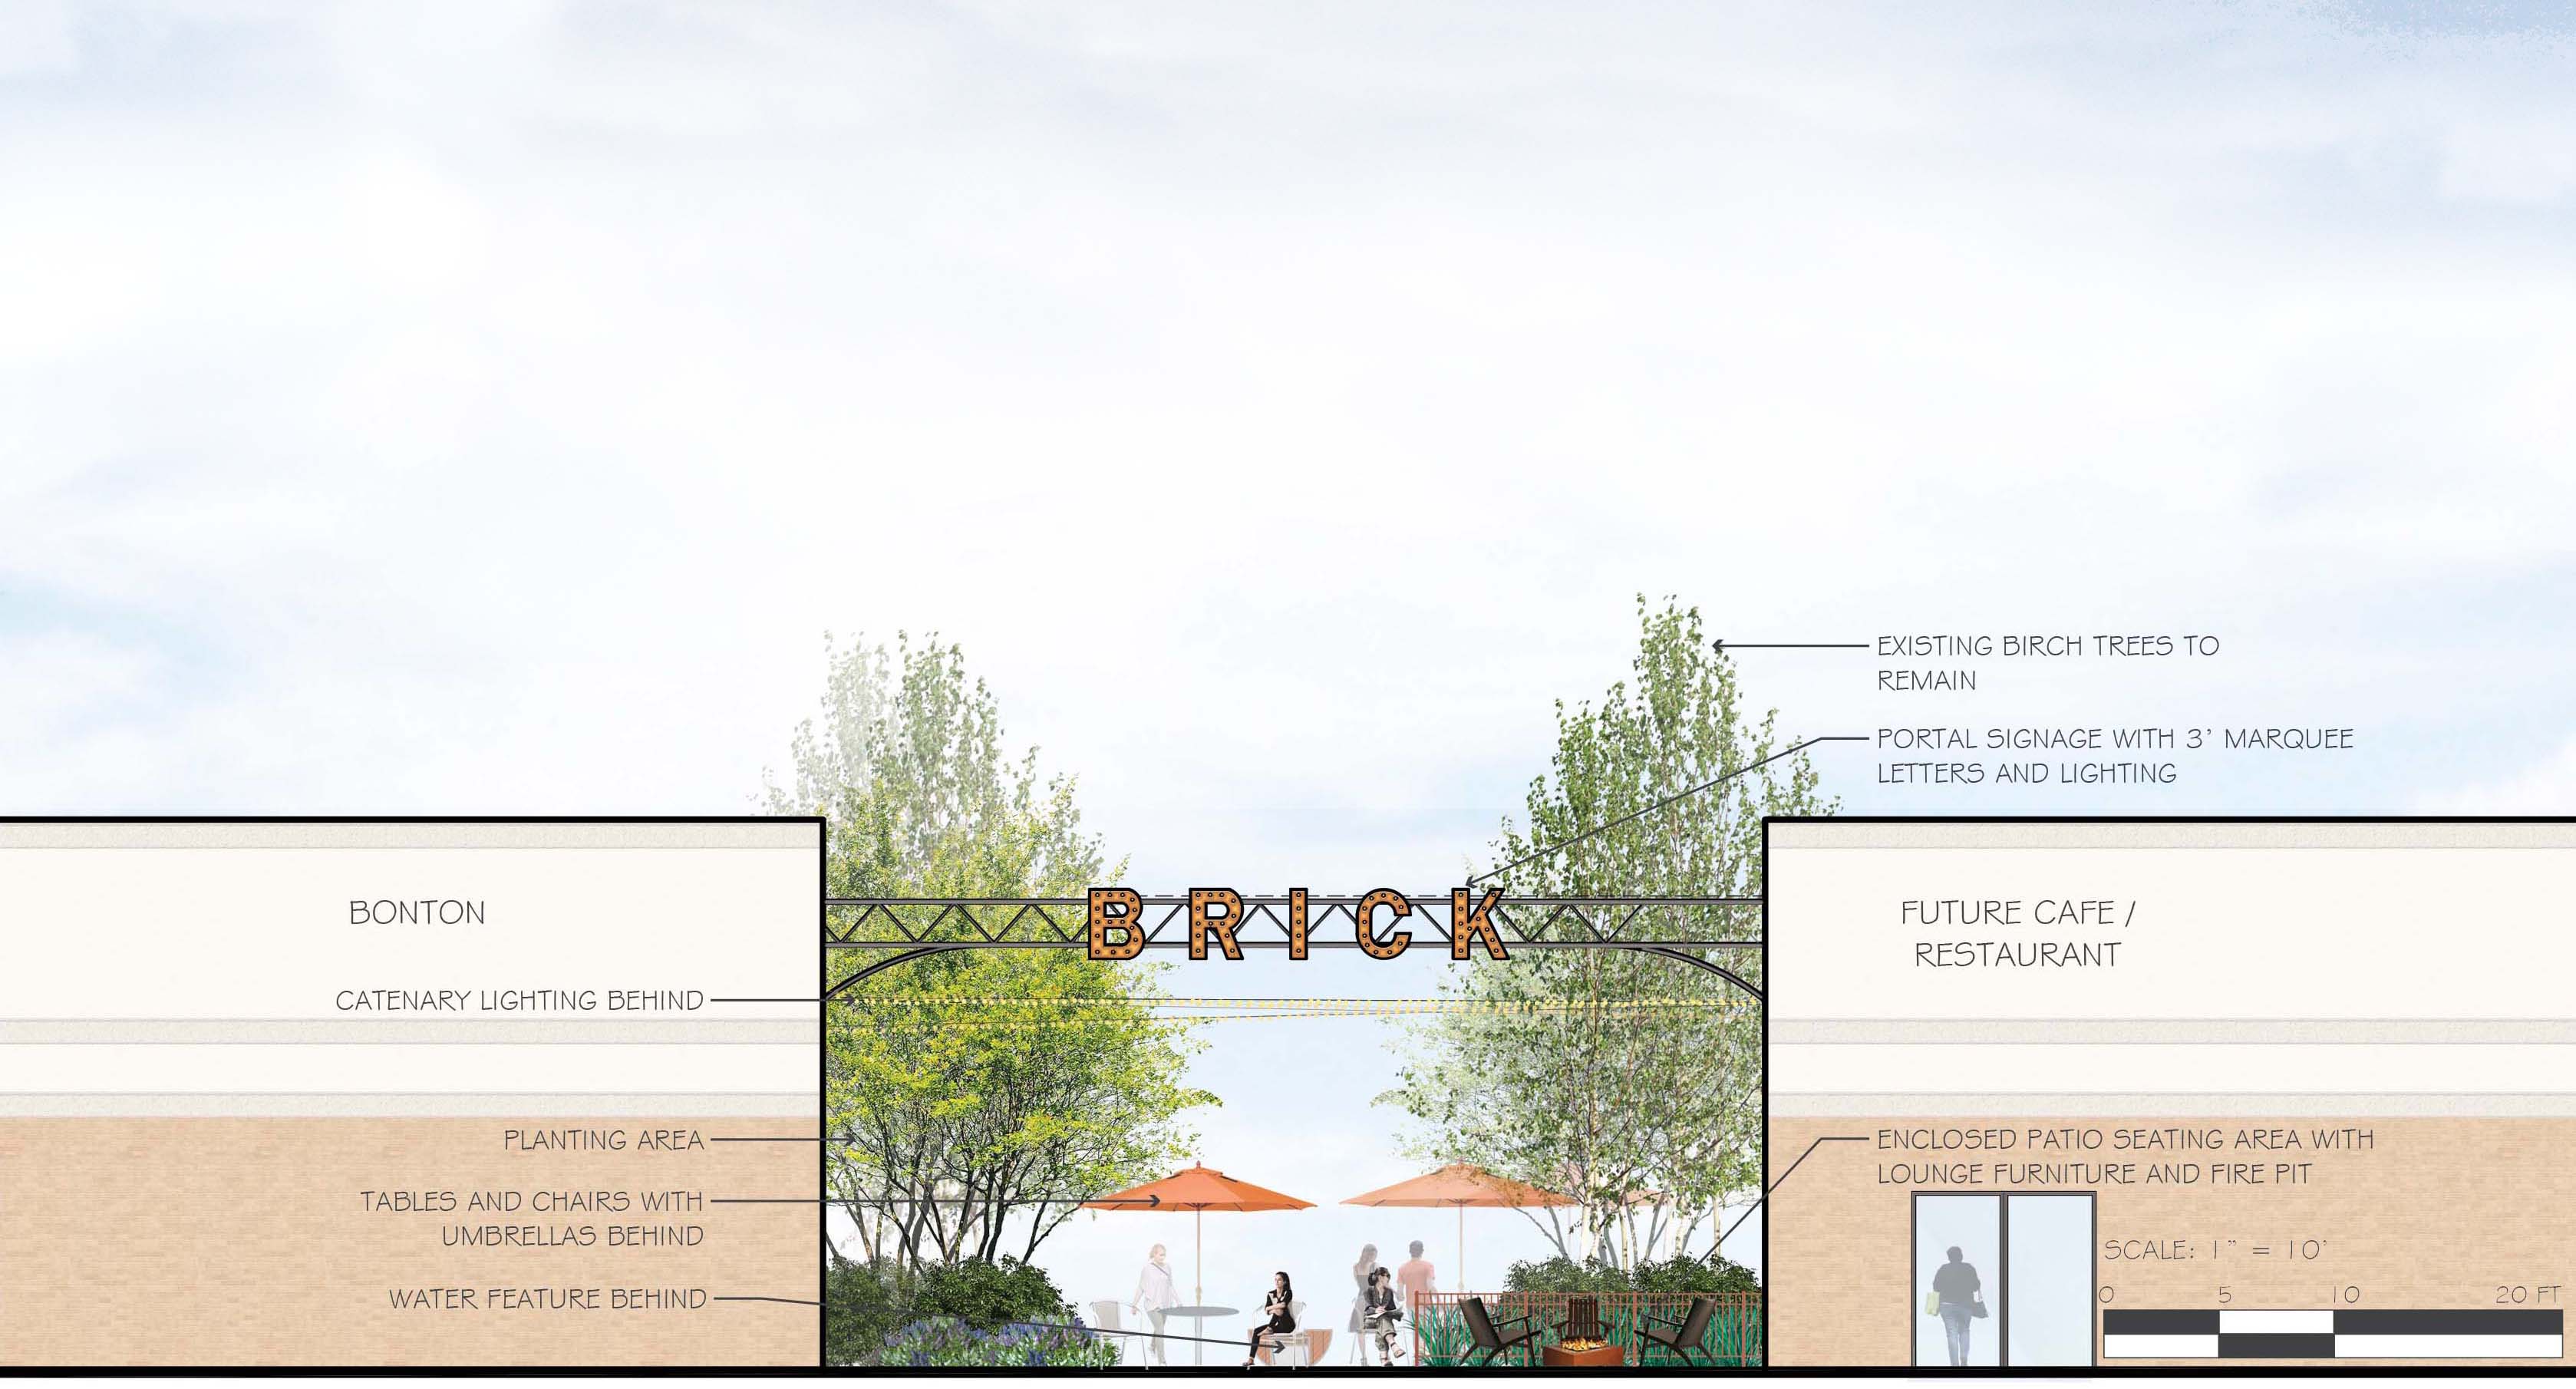 EXISTING BIRCH TREES TO
REMAIN
PORTAL SIGNAGE WITH 3' MARQUEE
LETTERS AND LIGHTING
BRICK
BONTON
FUTURE CAFE /
RESTAURANT
CATENARY LIGHTING BEHIND
PLANTING AREA
TABLES AND CHAIRS WITH
UMBRELLAS BEHIND
WATER FEATURE BEHIND
ENCLOSED PATIO SEATING AREA WITH
LOUNGE FURNITURE AND FIRE PIT
SCALE: 1" = 10'
0 5 10 20 FT